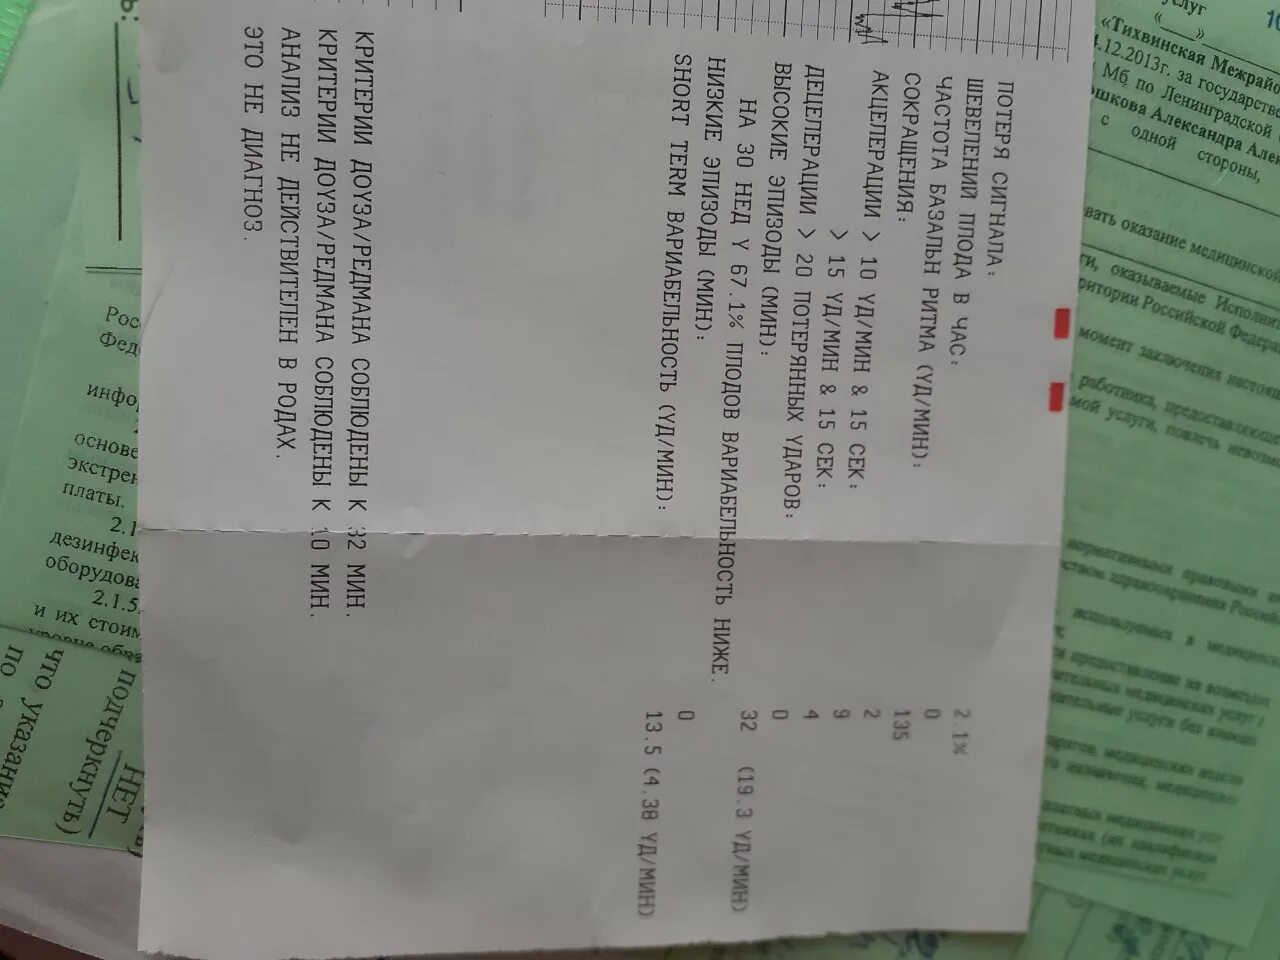 ПОТЕРЯ СИГНАЛА: 2.1%
ШЕВЕЛЕНИЙ ПЛОДА В ЧАС: 0
ЧАСТОТА БАЗАЛЬН РИТМА (УД/МИН): 135
СОКРАЩЕНИЯ: 2
АКЦЕЛЕРАЦИИ > 10 УД/МИН & 15 СЕК: 9
> 15 УД/МИН & 15 СЕК: 4
ДЕЦЕЛЕРАЦИИ > 20 ПОТЕРЯННЫХ УДАРОВ: 0
ВЫСОКИЕ ЭПИЗОДЫ (МИН): 32 (19.3 УД/МИН)
НА 30 НЕД У 67.1% ПЛОДОВ ВАРИАБЕЛЬНОСТЬ НИЖЕ.
НИЗКИЕ ЭПИЗОДЫ (МИН): 0
SHORT TERM ВАРИАБЕЛЬНОСТЬ (УД/МИН): 13.5 (4.38 УД/МИН)
КРИТЕРИИ ДОУЗА/РЕДМАНА СОБЛЮДЕНЫ К 32 МИН.
КРИТЕРИИ ДОУЗА/РЕДМАНА СОБЛЮДЕНЫ К 10 МИН.
АНАЛИЗ НЕ ДЕЙСТВИТЕЛЕН В РОДАХ.
ЭТО НЕ ДИАГНОЗ.
«Тихвинская Межрайо
.12.2013г. за государстве
Мб по Ленинградской
ошкова Александра Але
с одной стороны,
вать оказание медицинской
ги, оказываемые Исполни
ритории Российской Федера
момент заключения настоя
работника, предоставляюще
мой услуги, повлечь невозм
Рос
Фед
инфо
основе
экстрен
платы.
2.1
дезинфек
оборудова
2.1.5
и их стоим
НЕТ
подчеркнуть)
что указание
по